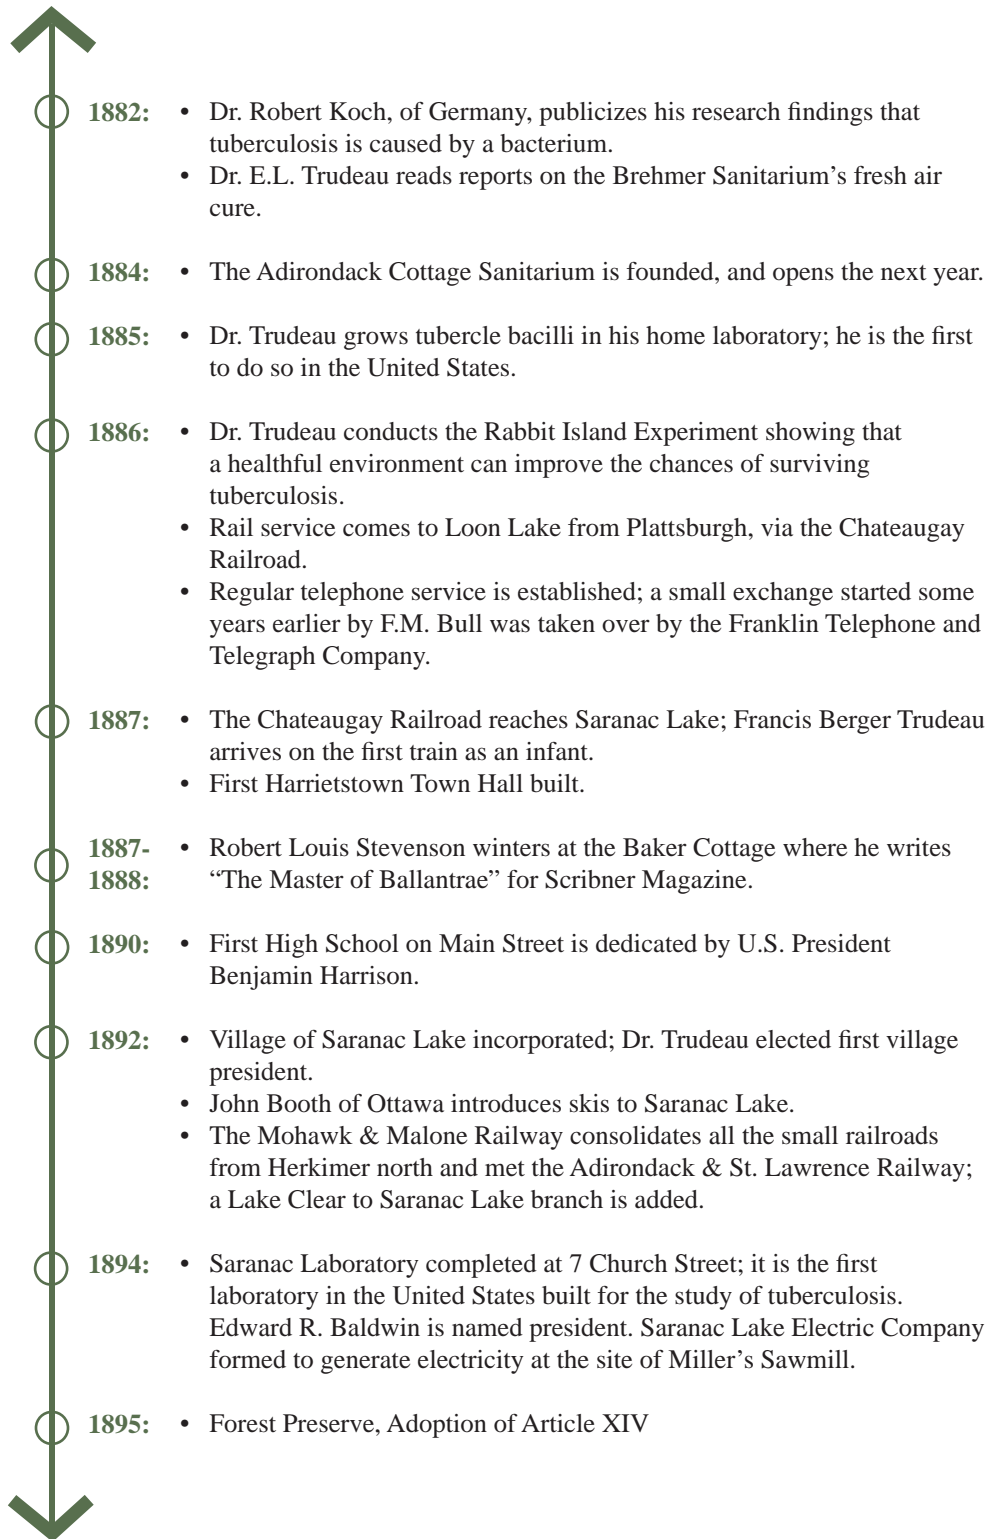 1882: • Dr. Robert Koch, of Germany, publicizes his research findings that
tuberculosis is caused by a bacterium.
• Dr. E.L. Trudeau reads reports on the Brehmer Sanitarium’s fresh air
cure.
1884: • The Adirondack Cottage Sanitarium is founded, and opens the next year.
1885: • Dr. Trudeau grows tubercle bacilli in his home laboratory; he is the first
to do so in the United States.
1886: • Dr. Trudeau conducts the Rabbit Island Experiment showing that
a healthful environment can improve the chances of surviving
tuberculosis.
• Rail service comes to Loon Lake from Plattsburgh, via the Chateaugay
Railroad.
• Regular telephone service is established; a small exchange started some
years earlier by F.M. Bull was taken over by the Franklin Telephone and
Telegraph Company.
1887: • The Chateaugay Railroad reaches Saranac Lake; Francis Berger Trudeau
arrives on the first train as an infant.
• First Harrietstown Town Hall built.
1887- • Robert Louis Stevenson winters at the Baker Cottage where he writes
1888: “The Master of Ballantrae” for Scribner Magazine.
1890: • First High School on Main Street is dedicated by U.S. President
Benjamin Harrison.
1892: • Village of Saranac Lake incorporated; Dr. Trudeau elected first village
president.
• John Booth of Ottawa introduces skis to Saranac Lake.
• The Mohawk & Malone Railway consolidates all the small railroads
from Herkimer north and met the Adirondack & St. Lawrence Railway;
a Lake Clear to Saranac Lake branch is added.
1894: • Saranac Laboratory completed at 7 Church Street; it is the first
laboratory in the United States built for the study of tuberculosis.
Edward R. Baldwin is named president. Saranac Lake Electric Company
formed to generate electricity at the site of Miller’s Sawmill.
1895: • Forest Preserve, Adoption of Article XIV